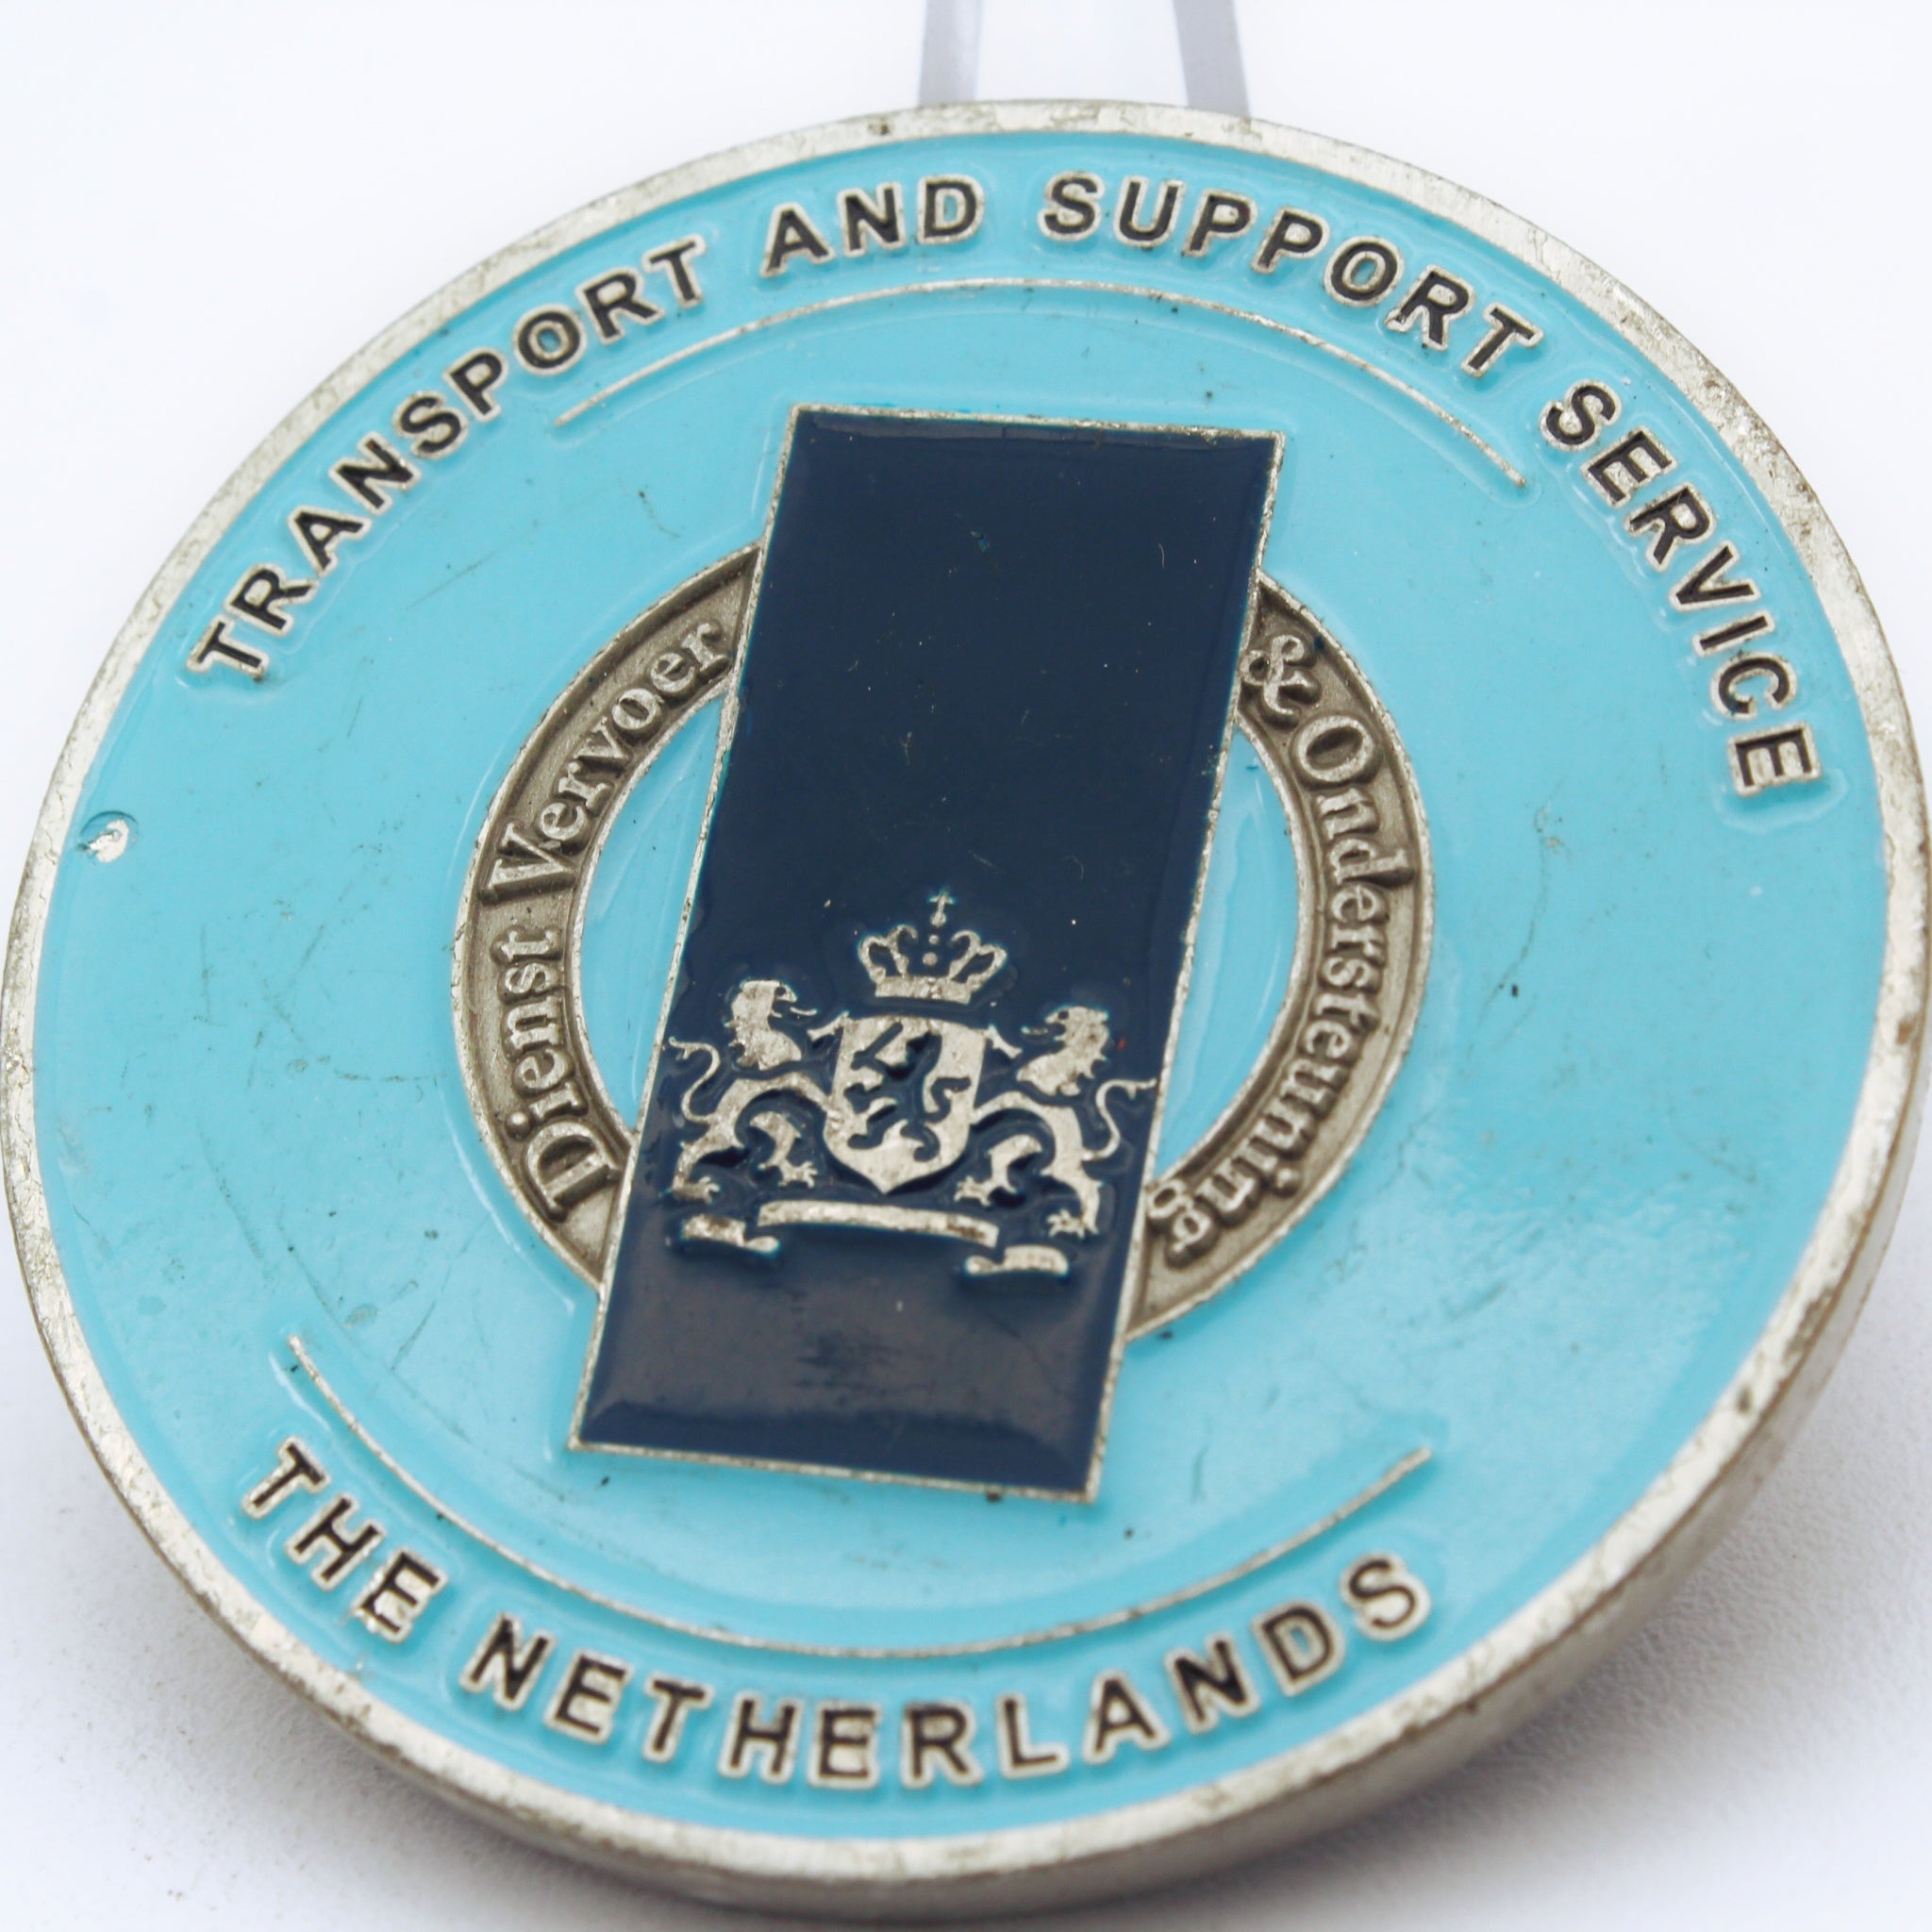 TRANSPORT AND SUPPORT SERVICE
Dienst Vervoer & Ondersteuning
THE NETHERLANDS